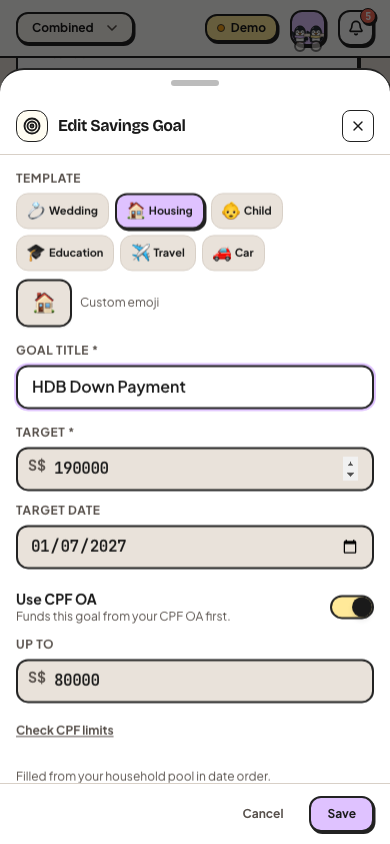 Combined
Demo
5
Edit Savings Goal
TEMPLATE
Wedding
Housing
Child
Education
Travel
Car
Custom emoji
GOAL TITLE *
HDB Down Payment
TARGET *
S$ 190000
TARGET DATE
01/07/2027
Use CPF OA
Funds this goal from your CPF OA first.
UP TO
S$ 80000
Check CPF limits
Filled from your household pool in date order.
Cancel
Save